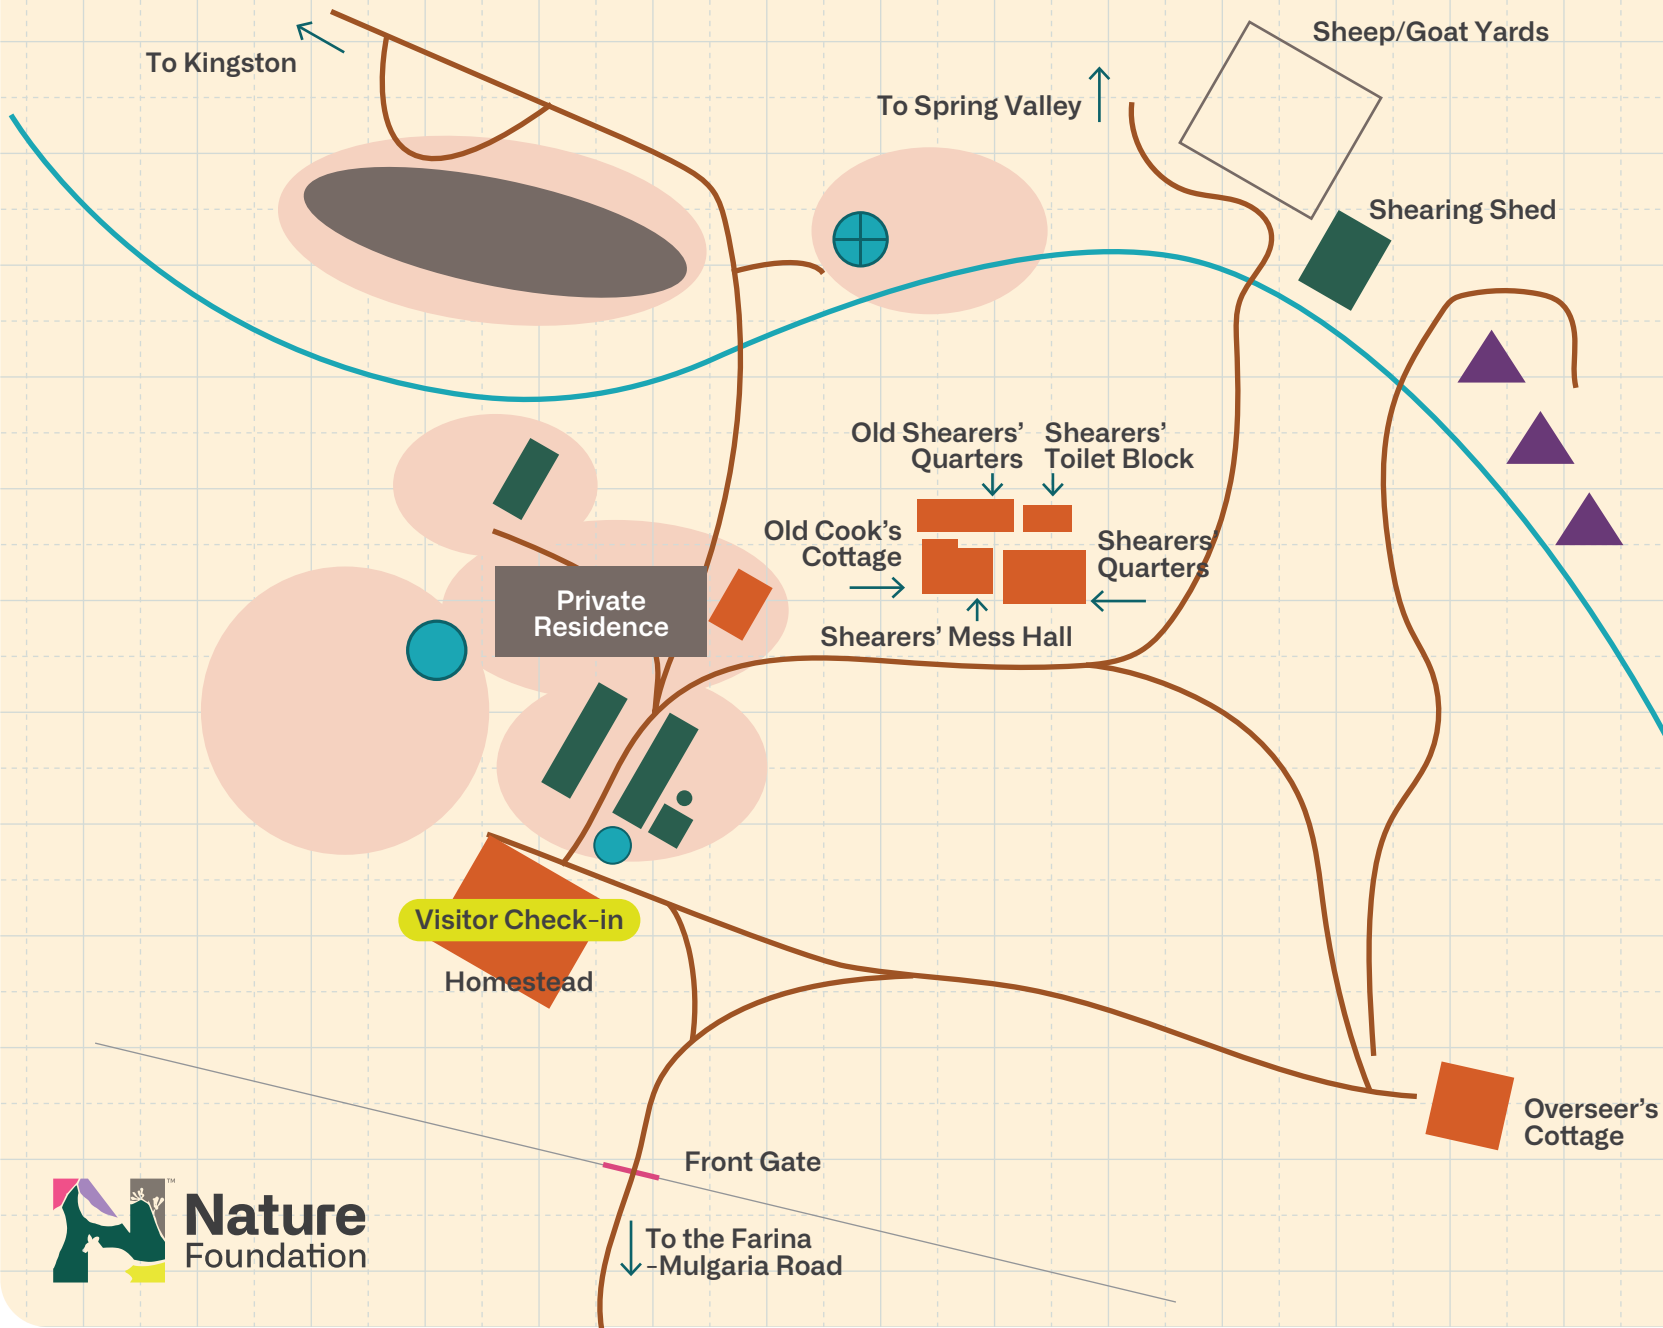 Sheep/Goat Yards
To Kingston
To Spring Valley
Shearing Shed
Old Shearers’
Quarters
Shearers’
Toilet Block
Old Cook’s
Cottage
Shearers’
Quarters
Shearers’ Mess Hall
Private
Residence
Visitor Check-in
Homestead
Overseer’s
Cottage
Front Gate
To the Farina
-Mulgaria Road
™
Nature
Foundation